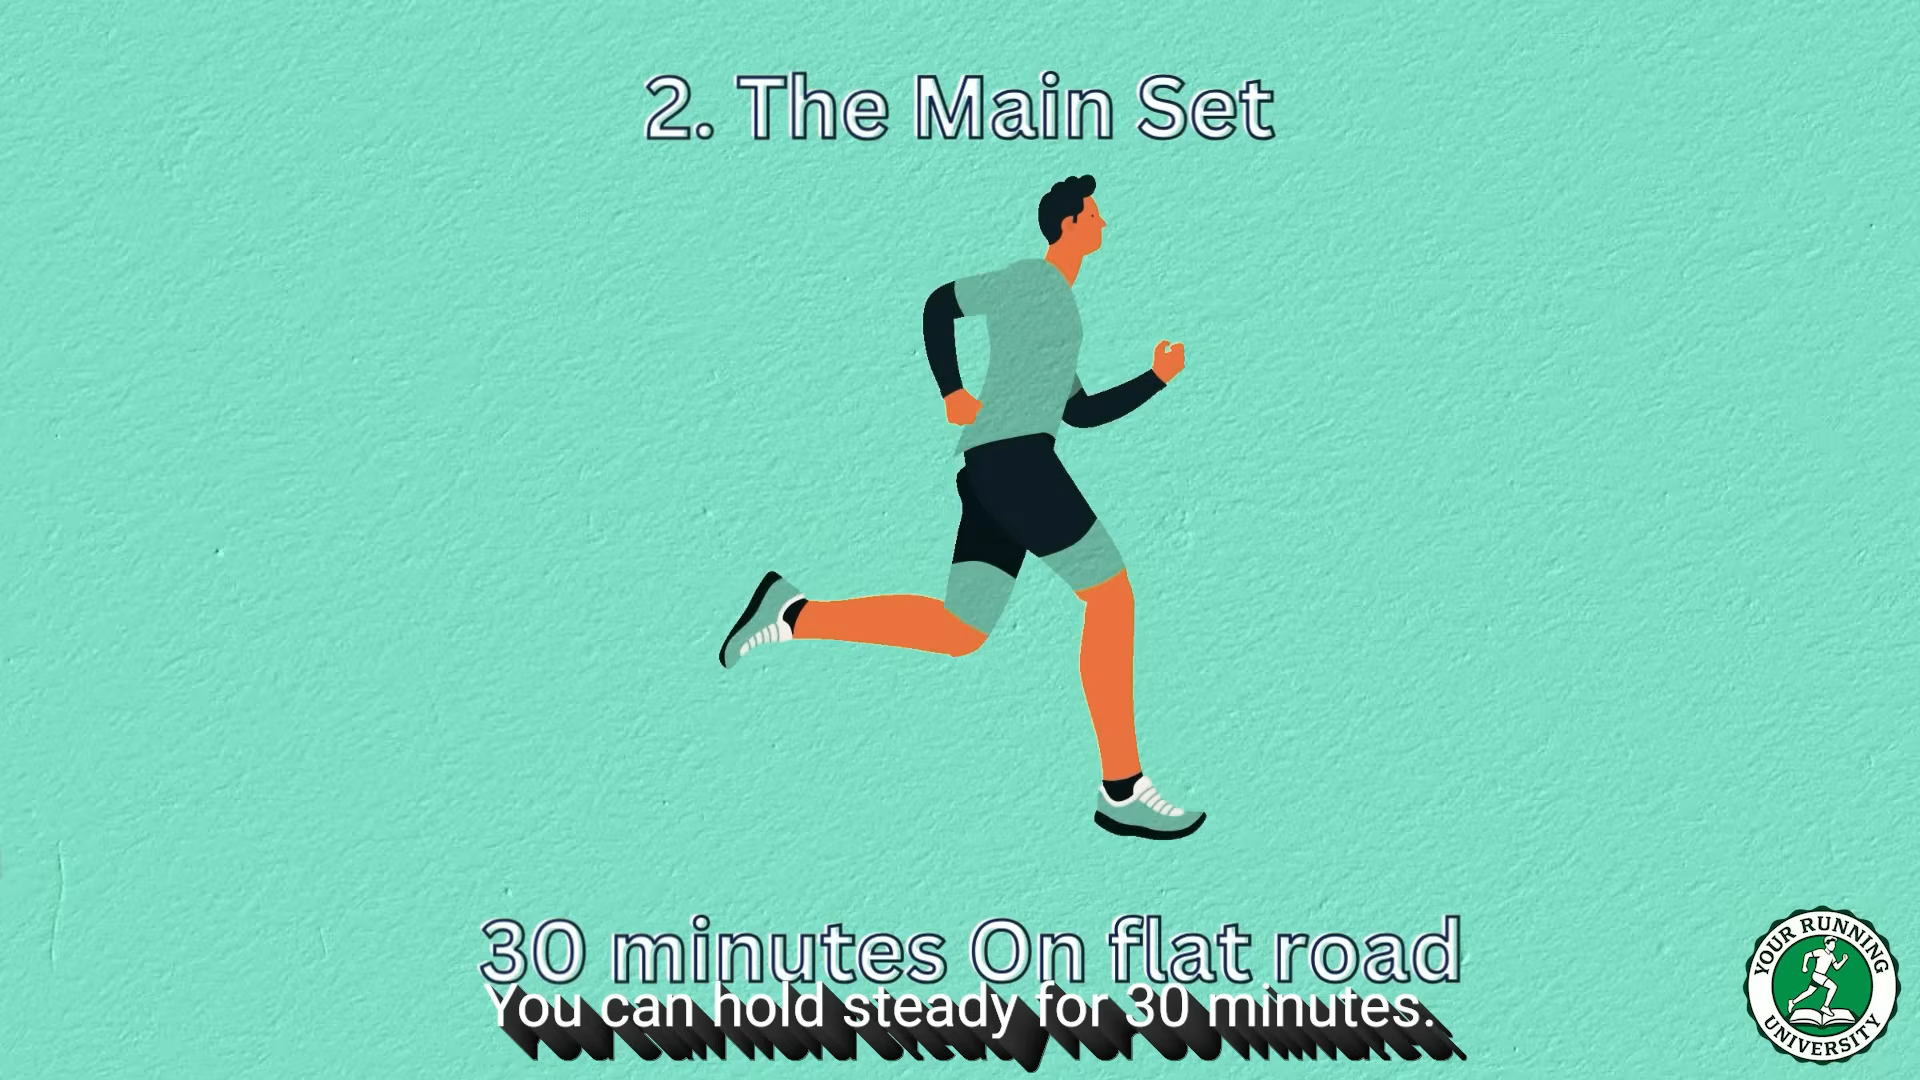 2. The Main Set
30 minutes On flat road
You can hold steady for 30 minutes.
YOUR RUNNING
UNIVERSITY